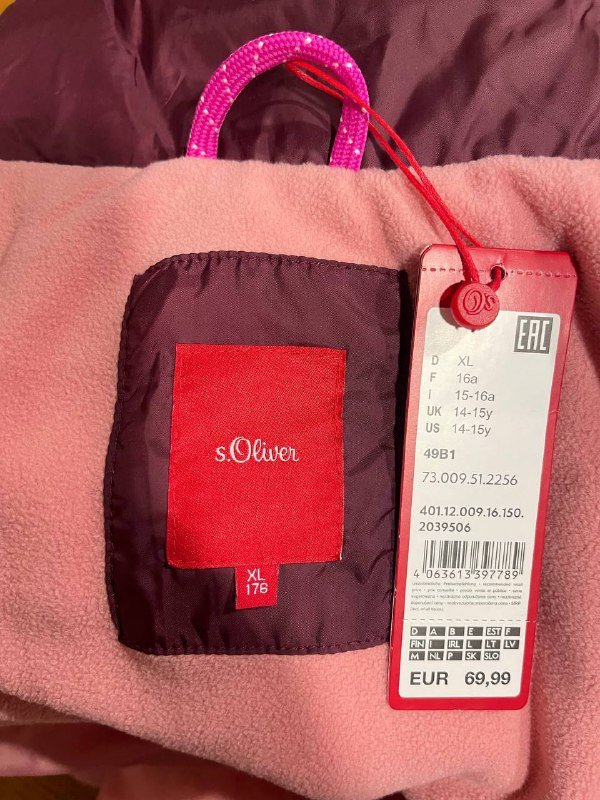 s.Oliver
XL
176
Os
EAC
D XL
F 16a
I 15-16a
UK 14-15y
US 14-15y
49B1
73.009.51.2256
401.12.009.16.150.
2039506
4 063613 397789
D A B E EST F
FIN I IRL L LT LV
M NL P SK SLO
EUR 69,99